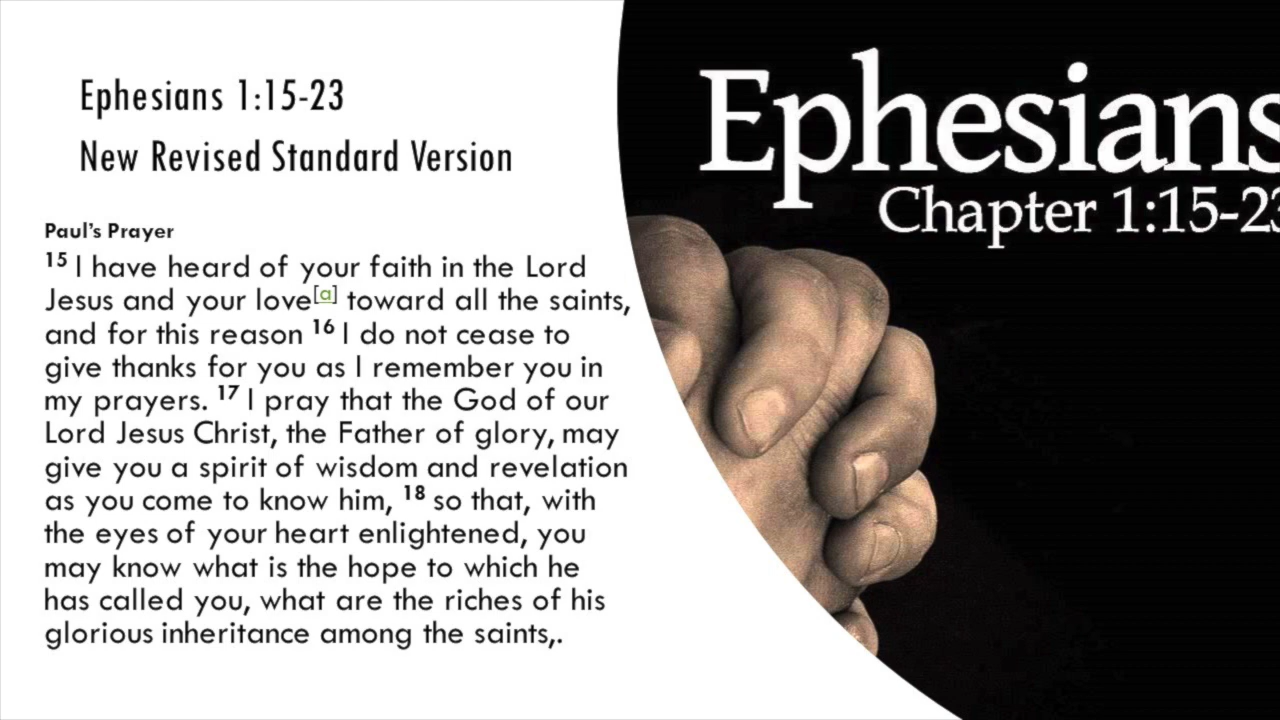 Ephesians 1:15-23
New Revised Standard Version
Paul’s Prayer
15 I have heard of your faith in the Lord
Jesus and your love[a] toward all the saints,
and for this reason 16 I do not cease to
give thanks for you as I remember you in
my prayers. 17 I pray that the God of our
Lord Jesus Christ, the Father of glory, may
give you a spirit of wisdom and revelation
as you come to know him, 18 so that, with
the eyes of your heart enlightened, you
may know what is the hope to which he
has called you, what are the riches of his
glorious inheritance among the saints,.
Ephesians
Chapter 1:15-23